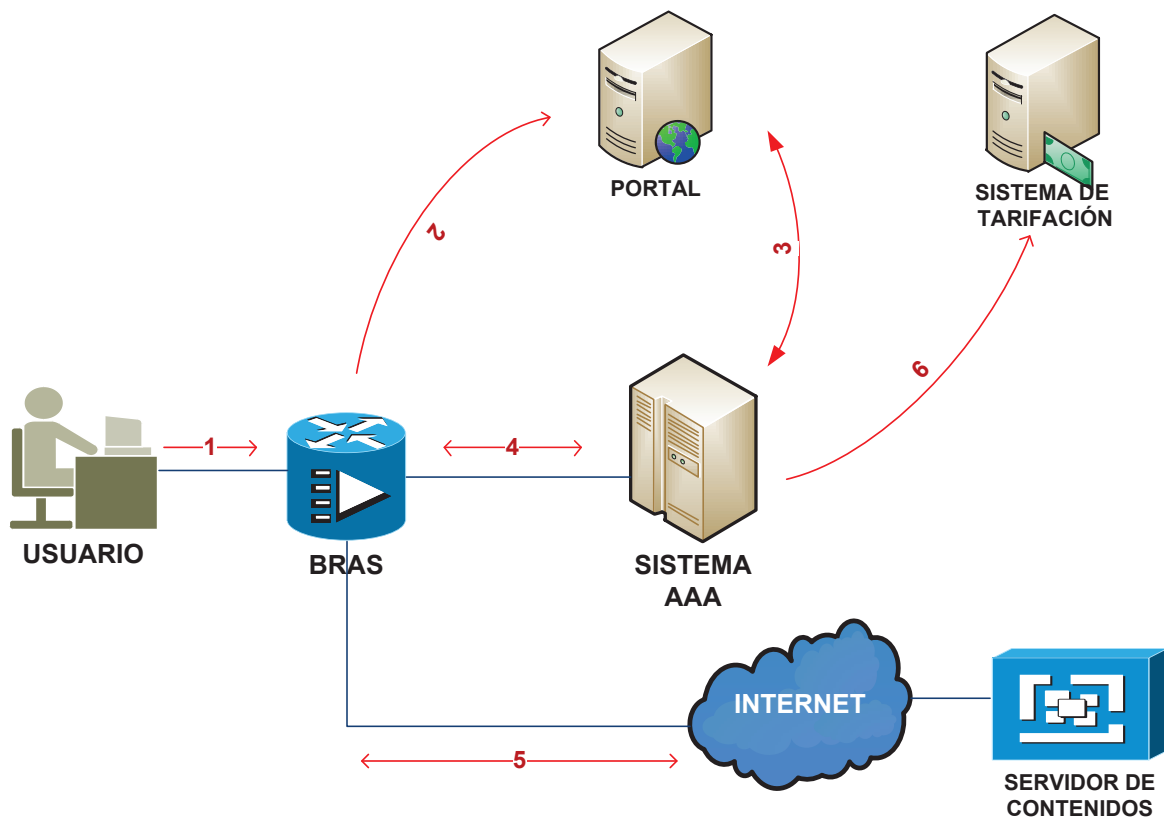 PORTAL
SISTEMA DE
TARIFACIÓN
2
3
6
1
4
USUARIO
BRAS
SISTEMA
AAA
INTERNET
5
SERVIDOR DE
CONTENIDOS